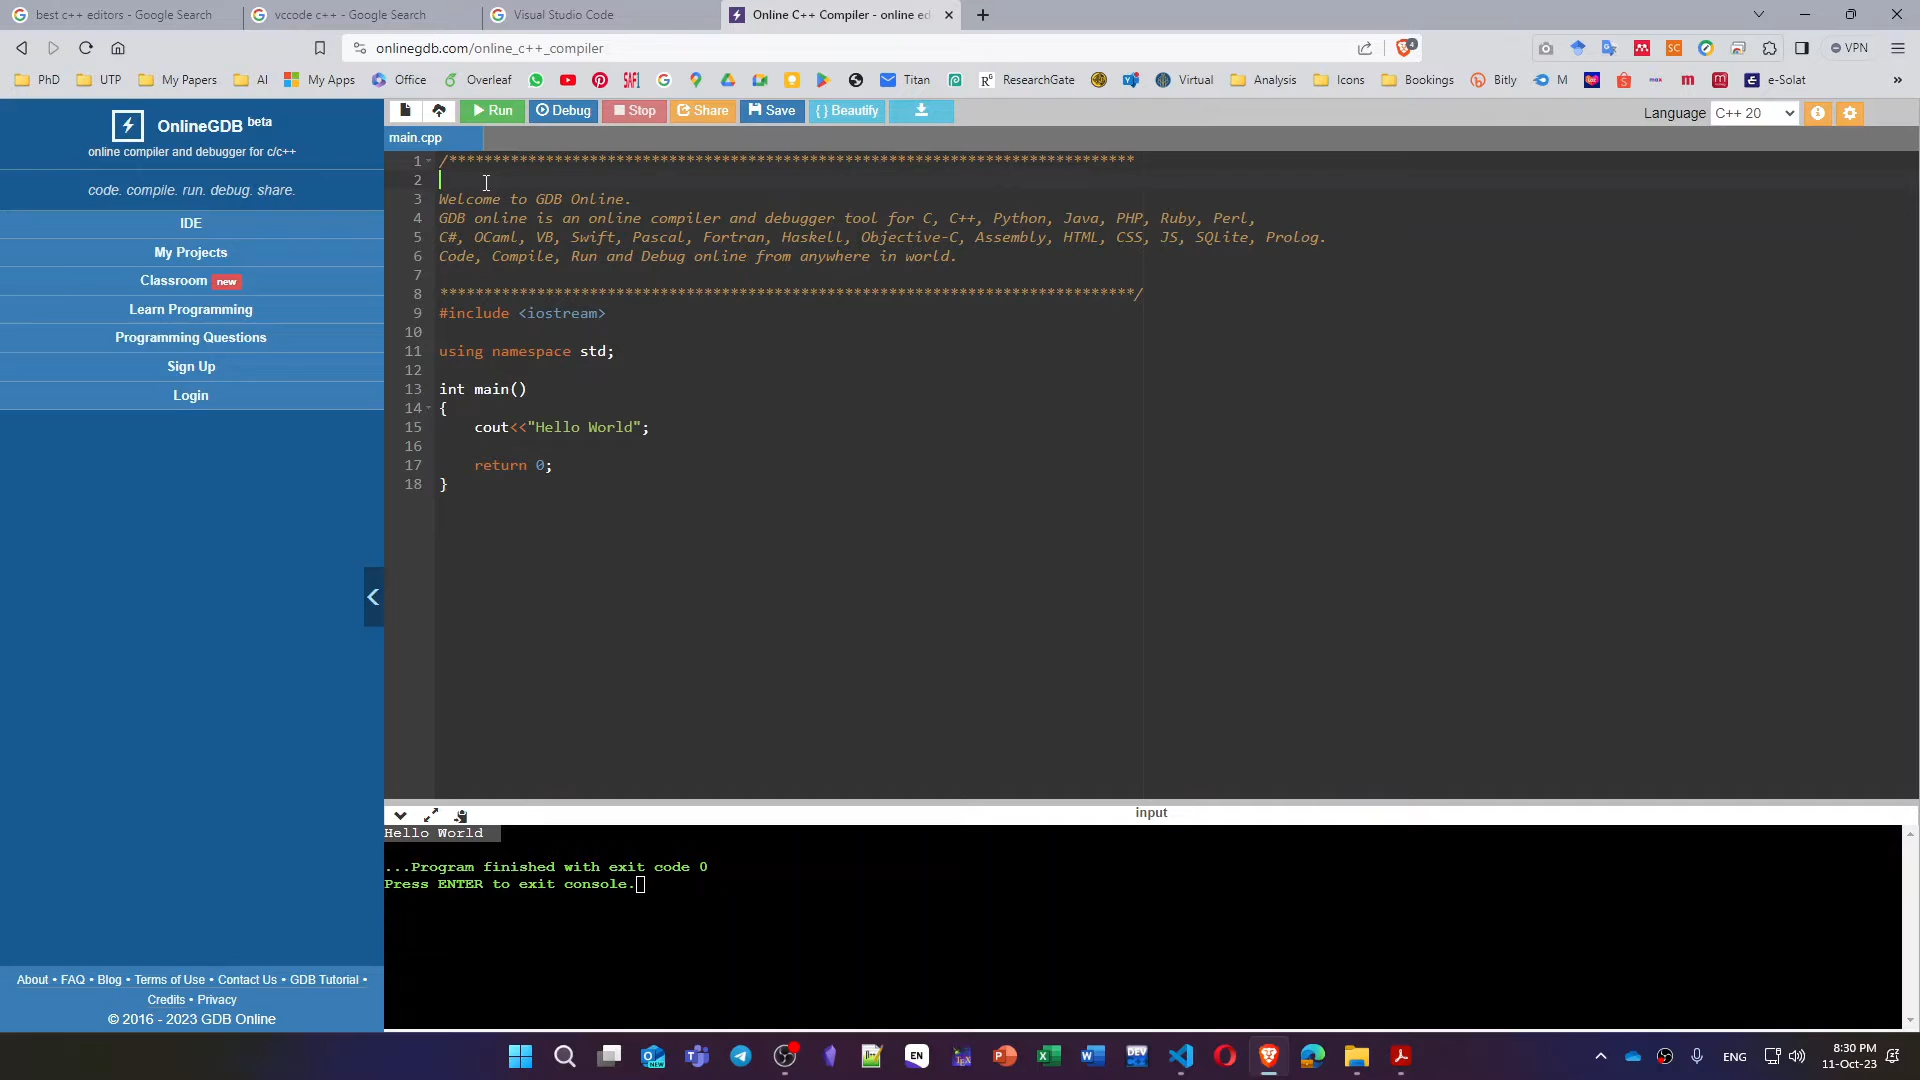 best c++ editors - Google Search
vccode c++ - Google Search
Visual Studio Code
Online C++ Compiler - online ed
onlinegdb.com/online_c++_compiler
4
VPN
PhD
UTP
My Papers
AI
My Apps
Office
Overleaf
Titan
ResearchGate
Virtual
Analysis
Icons
Bookings
Bitly
M
e-Solat
»
OnlineGDB beta
online compiler and debugger for c/c++
code. compile. run. debug. share.
IDE
My Projects
Classroom new
Learn Programming
Programming Questions
Sign Up
Login
About • FAQ • Blog • Terms of Use • Contact Us • GDB Tutorial •
Credits • Privacy
© 2016 - 2023 GDB Online
Run
Debug
Stop
Share
Save
{ } Beautify
Language C++ 20
main.cpp
1 /******************************************************************************
2
3 Welcome to GDB Online.
4 GDB online is an online compiler and debugger tool for C, C++, Python, Java, PHP, Ruby, Perl,
5 C#, OCaml, VB, Swift, Pascal, Fortran, Haskell, Objective-C, Assembly, HTML, CSS, JS, SQLite, Prolog.
6 Code, Compile, Run and Debug online from anywhere in world.
7
8 *******************************************************************************/
9 #include <iostream>
10
11 using namespace std;
12
13 int main()
14 {
15 cout<<"Hello World";
16
17 return 0;
18 }
input
Hello World
...Program finished with exit code 0
Press ENTER to exit console.
ENG
8:30 PM
11-Oct-23